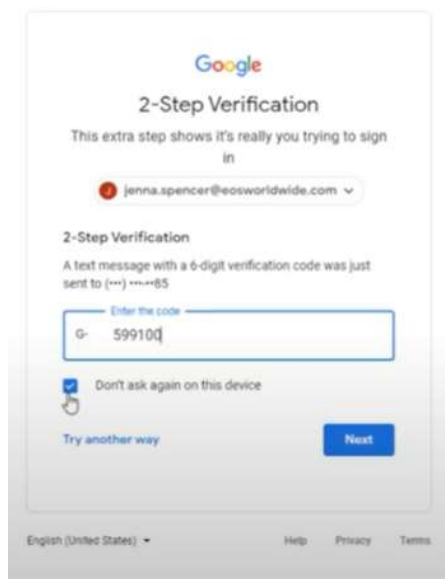 Google
2-Step Verification
This extra step shows it's really you trying to sign
in
J jenna.spencer@eosworldwide.com
2-Step Verification
A text message with a 6-digit verification code was just
sent to (•••) •••-••85
Enter the code
G- 599100
Don't ask again on this device
Try another way Next
English (United States) Help Privacy Terms